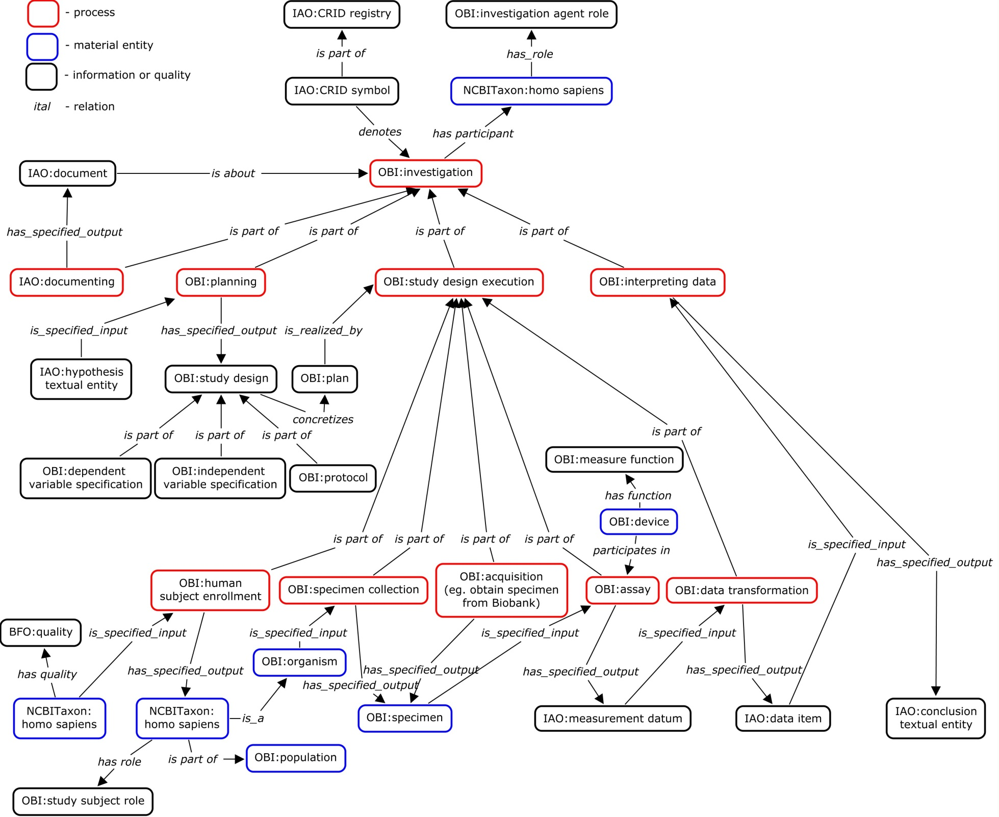 - process
- material entity
- information or quality
ital - relation
IAO:CRID registry
OBI:investigation agent role
is part of
has_role
IAO:CRID symbol
NCBITaxon:homo sapiens
denotes
has participant
IAO:document
is about
OBI:investigation
has_specified_output
is part of
is part of
is part of
is part of
IAO:documenting
OBI:planning
OBI:study design execution
OBI:interpreting data
is_specified_input
has_specified_output
is_realized_by
IAO:hypothesis
textual entity
OBI:study design
OBI:plan
concretizes
is part of
is part of
is part of
is part of
OBI:dependent
variable specification
OBI:independent
variable specification
OBI:protocol
OBI:measure function
has function
OBI:device
is part of
is part of
is part of
is part of
participates in
is_specified_input
has_specified_output
OBI:human
subject enrollment
OBI:specimen collection
OBI:acquisition
(eg. obtain specimen
from Biobank)
OBI:assay
OBI:data transformation
BFO:quality
is_specified_input
is_specified_input
is_specified_input
is_specified_input
OBI:organism
has quality
has_specified_output
has_specified_output
has_specified_output
has_specified_output
has_specified_output
NCBITaxon:
homo sapiens
NCBITaxon:
homo sapiens
is_a
OBI:specimen
IAO:measurement datum
IAO:data item
IAO:conclusion
textual entity
has role
is part of
OBI:population
OBI:study subject role